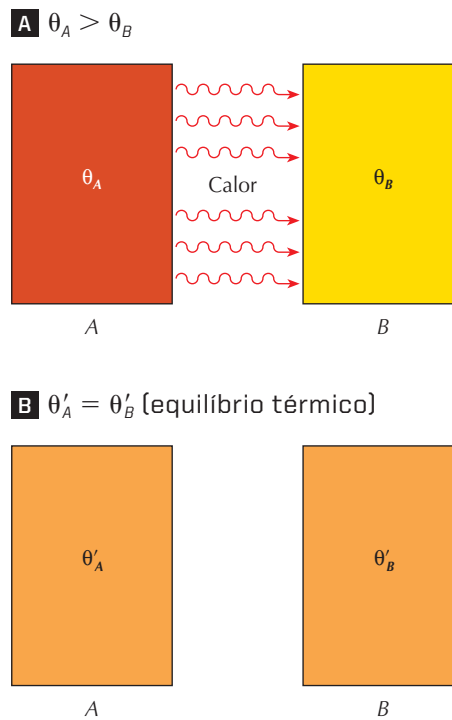 A θA > θB
θA
Calor
θB
A
B
B θ′A = θ′B (equilíbrio térmico)
θ′A
θ′B
A
B